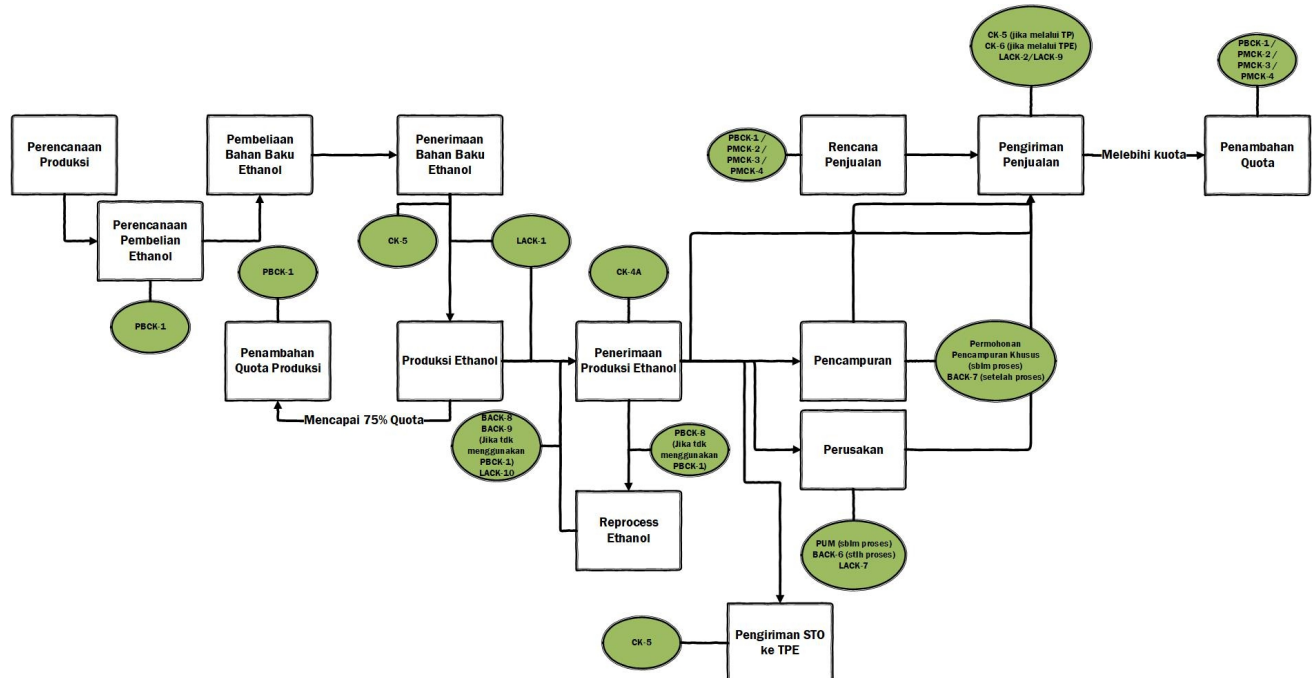 CK-5 (jika melalui TP)
CK-6 (jika melalui TPE)
LACK-2/LACK-9
PBCK-1 /
PMCK-2 /
PMCK-3 /
PMCK-4
Perencanaan
Produksi
Pembeliaan
Bahan Baku
Ethanol
Penerimaan
Bahan Baku
Ethanol
PBCK-1 /
PMCK-2 /
PMCK-3 /
PMCK-4
Rencana
Penjualan
Pengiriman
Penjualan
Melebihi kuota
Penambahan
Quota
Perencanaan
Pembelian
Ethanol
CK-5
LACK-1
PBCK-1
CK-4A
PBCK-1
Penambahan
Quota Produksi
Produksi Ethanol
Penerimaan
Produksi Ethanol
Pencampuran
Permohonan
Pencampuran Khusus
(sblm proses)
BACK-7 (setelah proses)
Mencapai 75% Quota
BACK-8
BACK-9
(Jika tdk
menggunakan
PBCK-1)
LACK-10
PBCK-8
(Jika tdk
menggunakan
PBCK-1)
Perusakan
Reprocess
Ethanol
PUM (sblm proses)
BACK-6 (stlh proses)
LACK-7
CK-5
Pengiriman STO
ke TPE